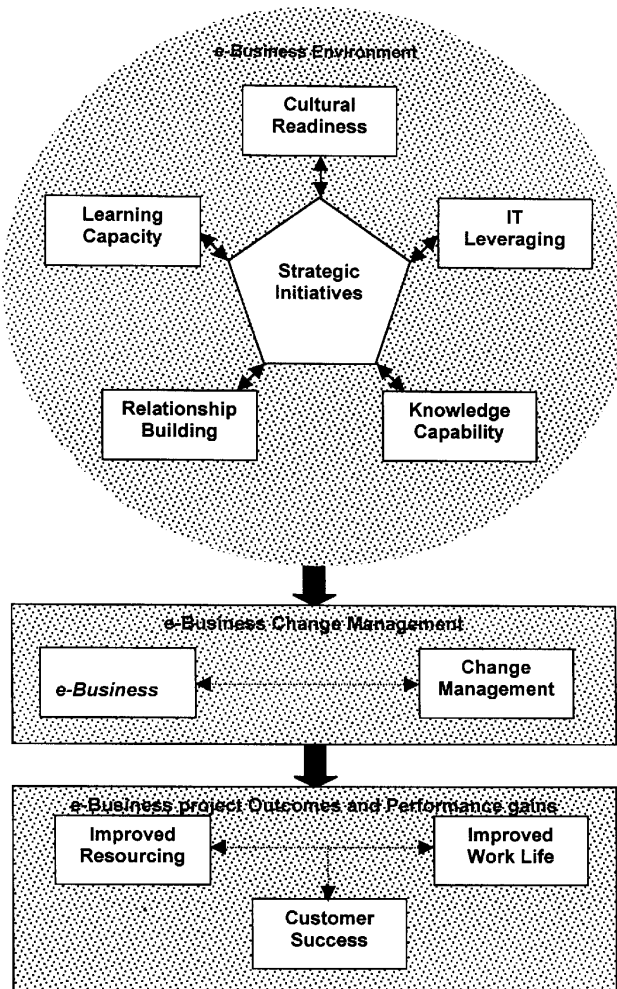 e-Business Environment
Cultural
Readiness
Learning
Capacity
IT
Leveraging
Strategic
Initiatives
Relationship
Building
Knowledge
Capability
e-Business Change Management
e-Business
Change
Management
e-Business project Outcomes and Performance gains
Improved
Resourcing
Improved
Work Life
Customer
Success